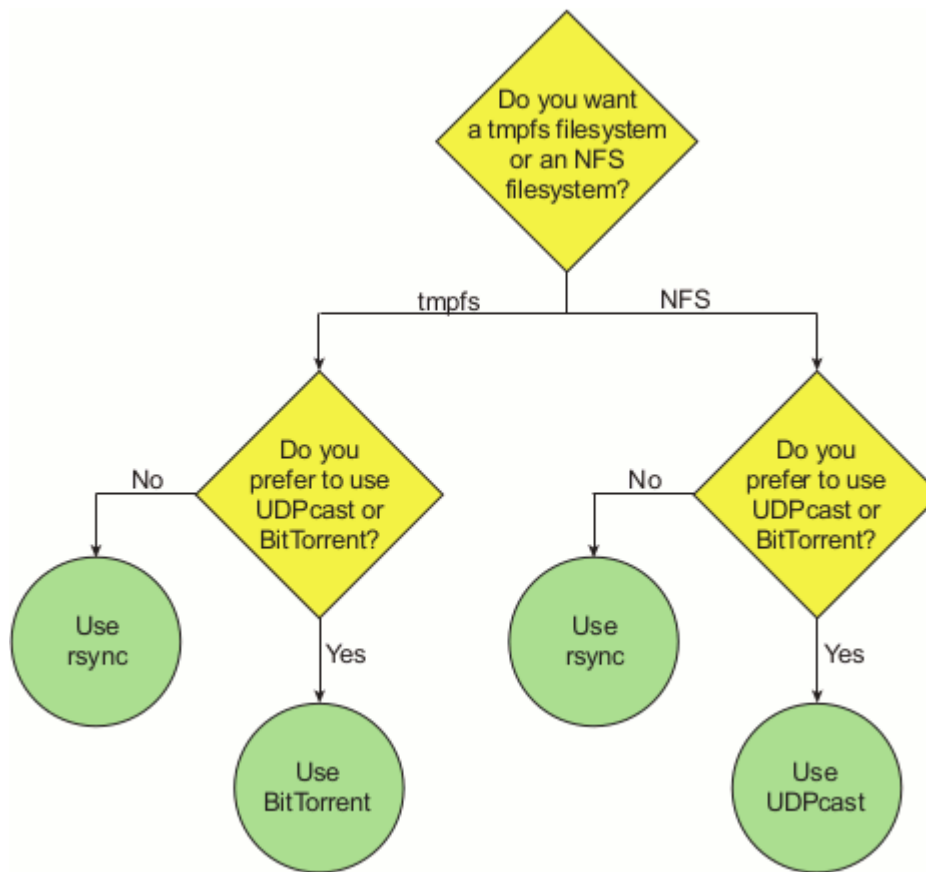 Do you want
a tmpfs filesystem
or an NFS
filesystem?
tmpfs
NFS
Do you
prefer to use
UDPcast or
BitTorrent?
No
Use
rsync
Yes
Use
BitTorrent
Do you
prefer to use
UDPcast or
BitTorrent?
No
Use
rsync
Yes
Use
UDPcast